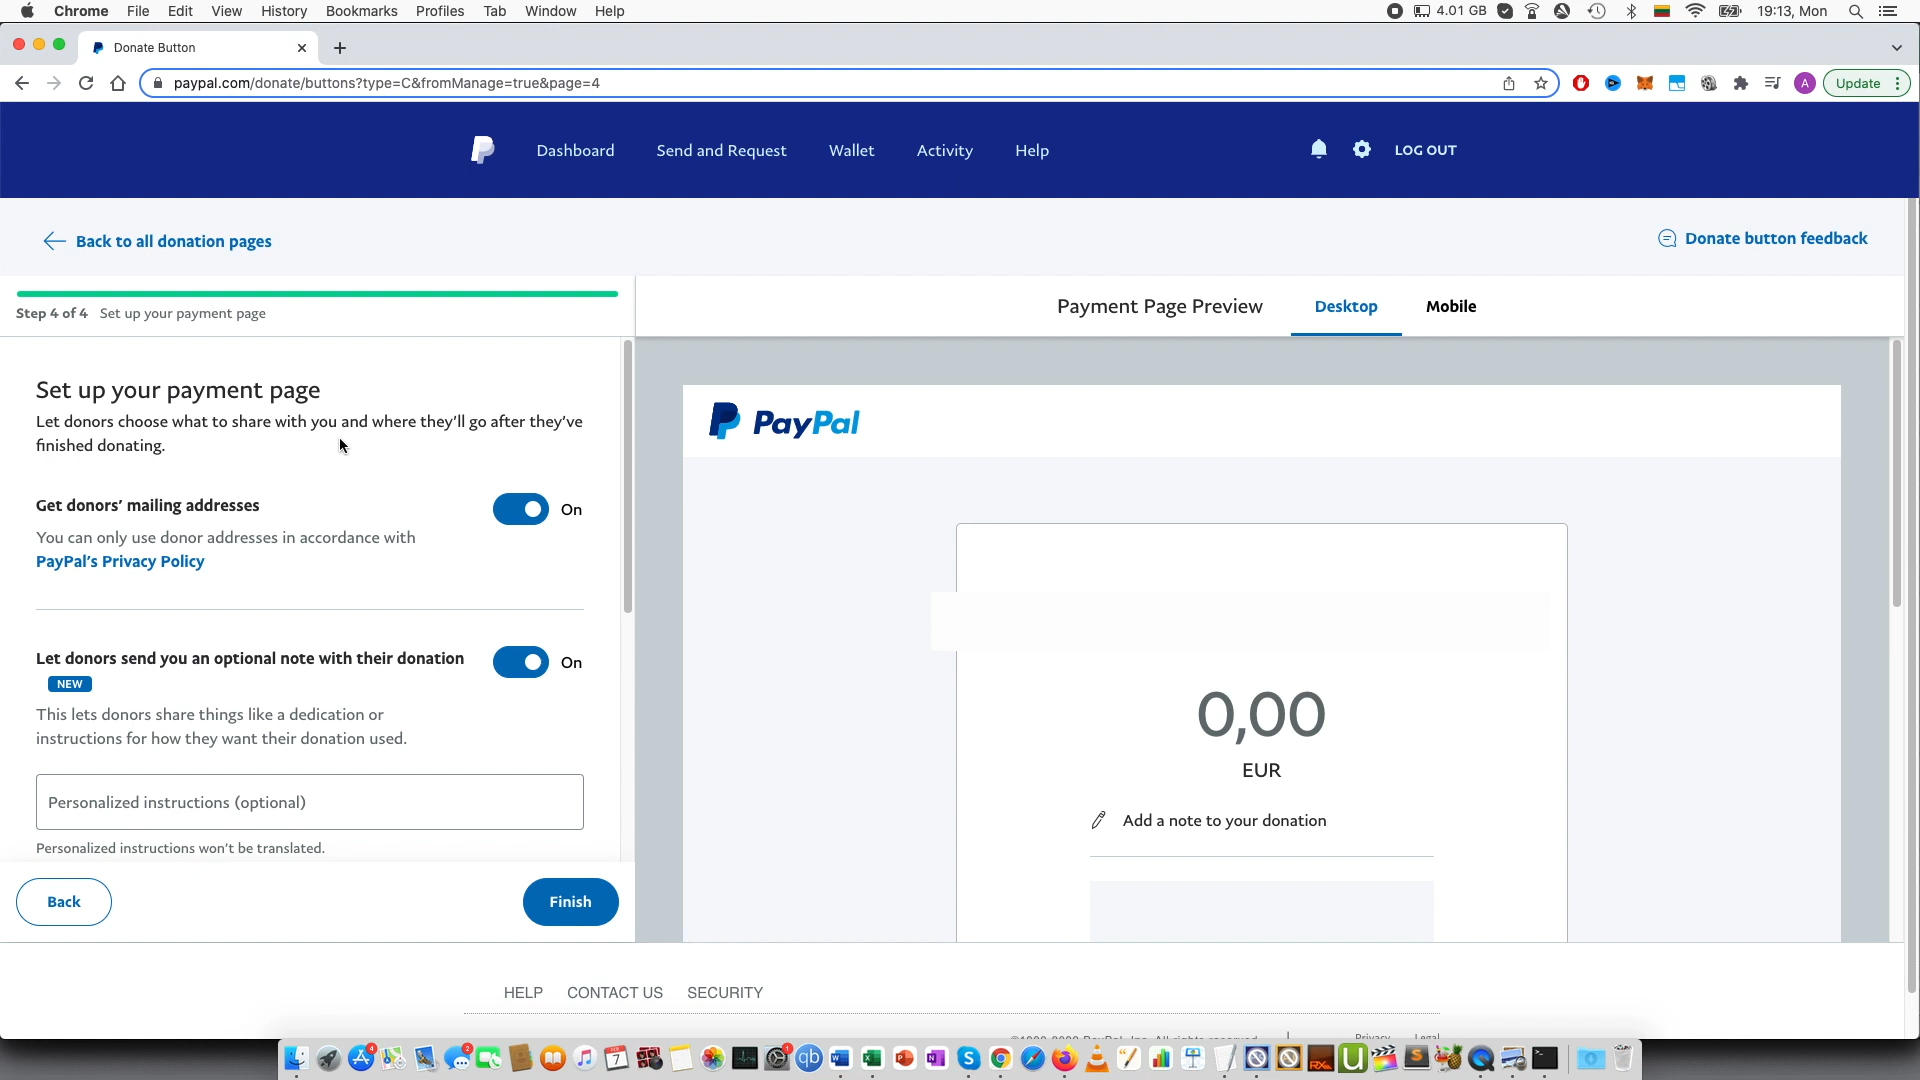 Chrome File Edit View History Bookmarks Profiles Tab Window Help 4.01 GB 19:13, Mon
Donate Button
paypal.com/donate/buttons?type=C&fromManage=true&page=4 A Update
Dashboard Send and Request Wallet Activity Help LOG OUT
Back to all donation pages Donate button feedback
Step 4 of 4 Set up your payment page
Payment Page Preview Desktop Mobile
Set up your payment page
Let donors choose what to share with you and where they'll go after they've
finished donating.
PayPal
Get donors' mailing addresses On
You can only use donor addresses in accordance with
PayPal's Privacy Policy
Let donors send you an optional note with their donation On
NEW
This lets donors share things like a dedication or
instructions for how they want their donation used.
0,00
EUR
Personalized instructions (optional)
Add a note to your donation
Personalized instructions won't be translated.
Back Finish
HELP CONTACT US SECURITY
Privacy Legal